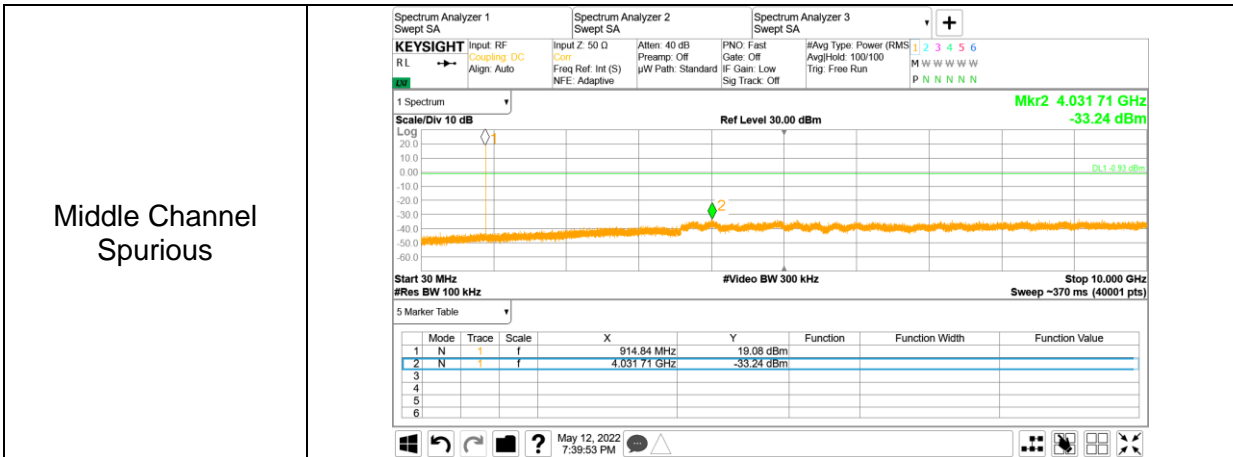 Middle Channel
Spurious
Spectrum Analyzer 1
Swept SA
Spectrum Analyzer 2
Swept SA
Spectrum Analyzer 3
Swept SA
KEYSIGHT
RL
LXI
Input: RF
Coupling: DC
Align: Auto
Input Z: 50 Ω
Corr
Freq Ref: Int (S)
NFE: Adaptive
Atten: 40 dB
Preamp: Off
µW Path: Standard
PNO: Fast
Gate: Off
IF Gain: Low
Sig Track: Off
#Avg Type: Power (RMS
Avg|Hold: 100/100
Trig: Free Run
1 2 3 4 5 6
M W W W W W
P N N N N N
1 Spectrum
Scale/Div 10 dB
Ref Level 30.00 dBm
Mkr2 4.031 71 GHz
-33.24 dBm
Log
20.0
10.0
0.00
-10.0
-20.0
-30.0
-40.0
-50.0
-60.0
1
2
DL1 -0.93 dBm
Start 30 MHz
#Video BW 300 kHz
Stop 10.000 GHz
#Res BW 100 kHz
Sweep ~370 ms (40001 pts)
5 Marker Table
Mode Trace Scale X Y Function Function Width Function Value
1 N 1 f 914.84 MHz 19.08 dBm
2 N 1 f 4.031 71 GHz -33.24 dBm
3
4
5
6
?
May 12, 2022
7:39:53 PM